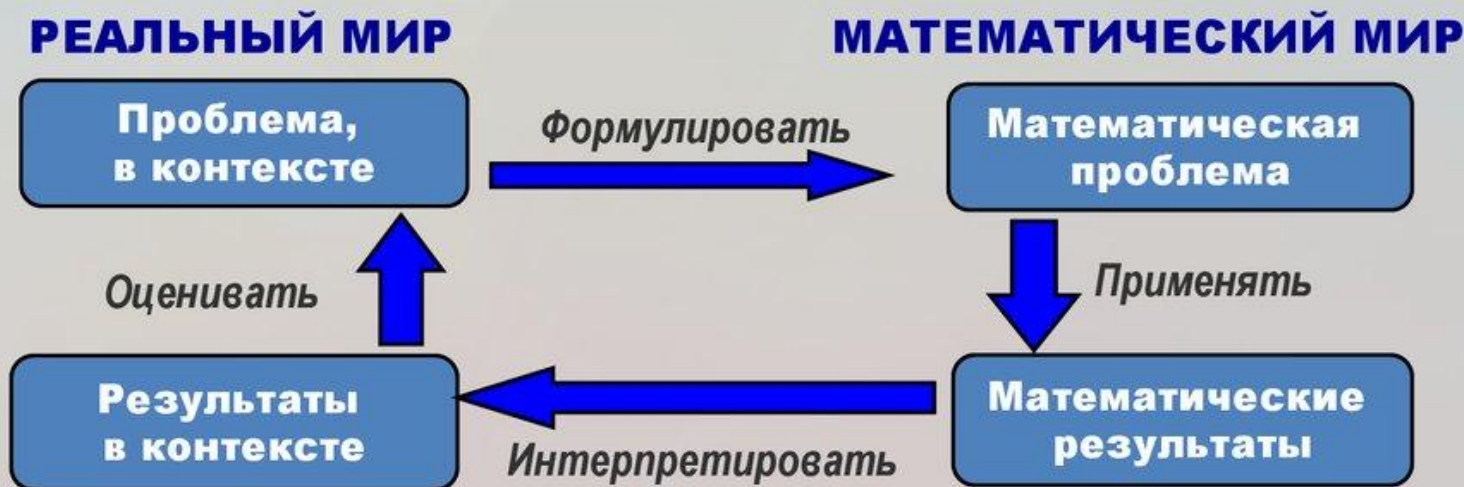 РЕАЛЬНЫЙ МИР
МАТЕМАТИЧЕСКИЙ МИР
Проблема,
в контексте
Формулировать
Математическая
проблема
Оценивать
Применять
Результаты
в контексте
Интерпретировать
Математические
результаты